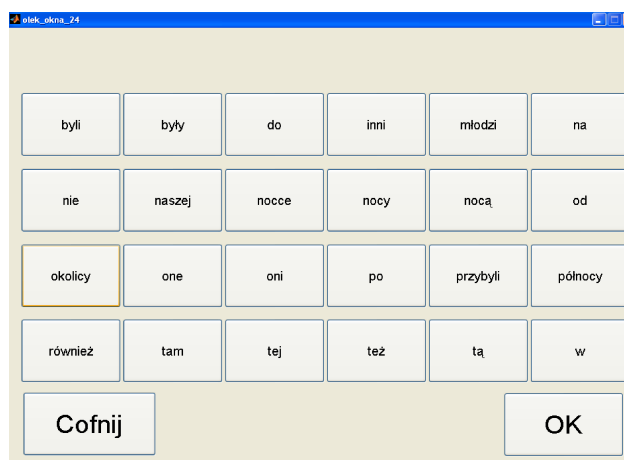 olek_okna_24
byli były do inni młodzi na
nie naszej nocce nocy nocą od
okolicy one oni po przybyli północy
również tam tej też tą w
Cofnij OK